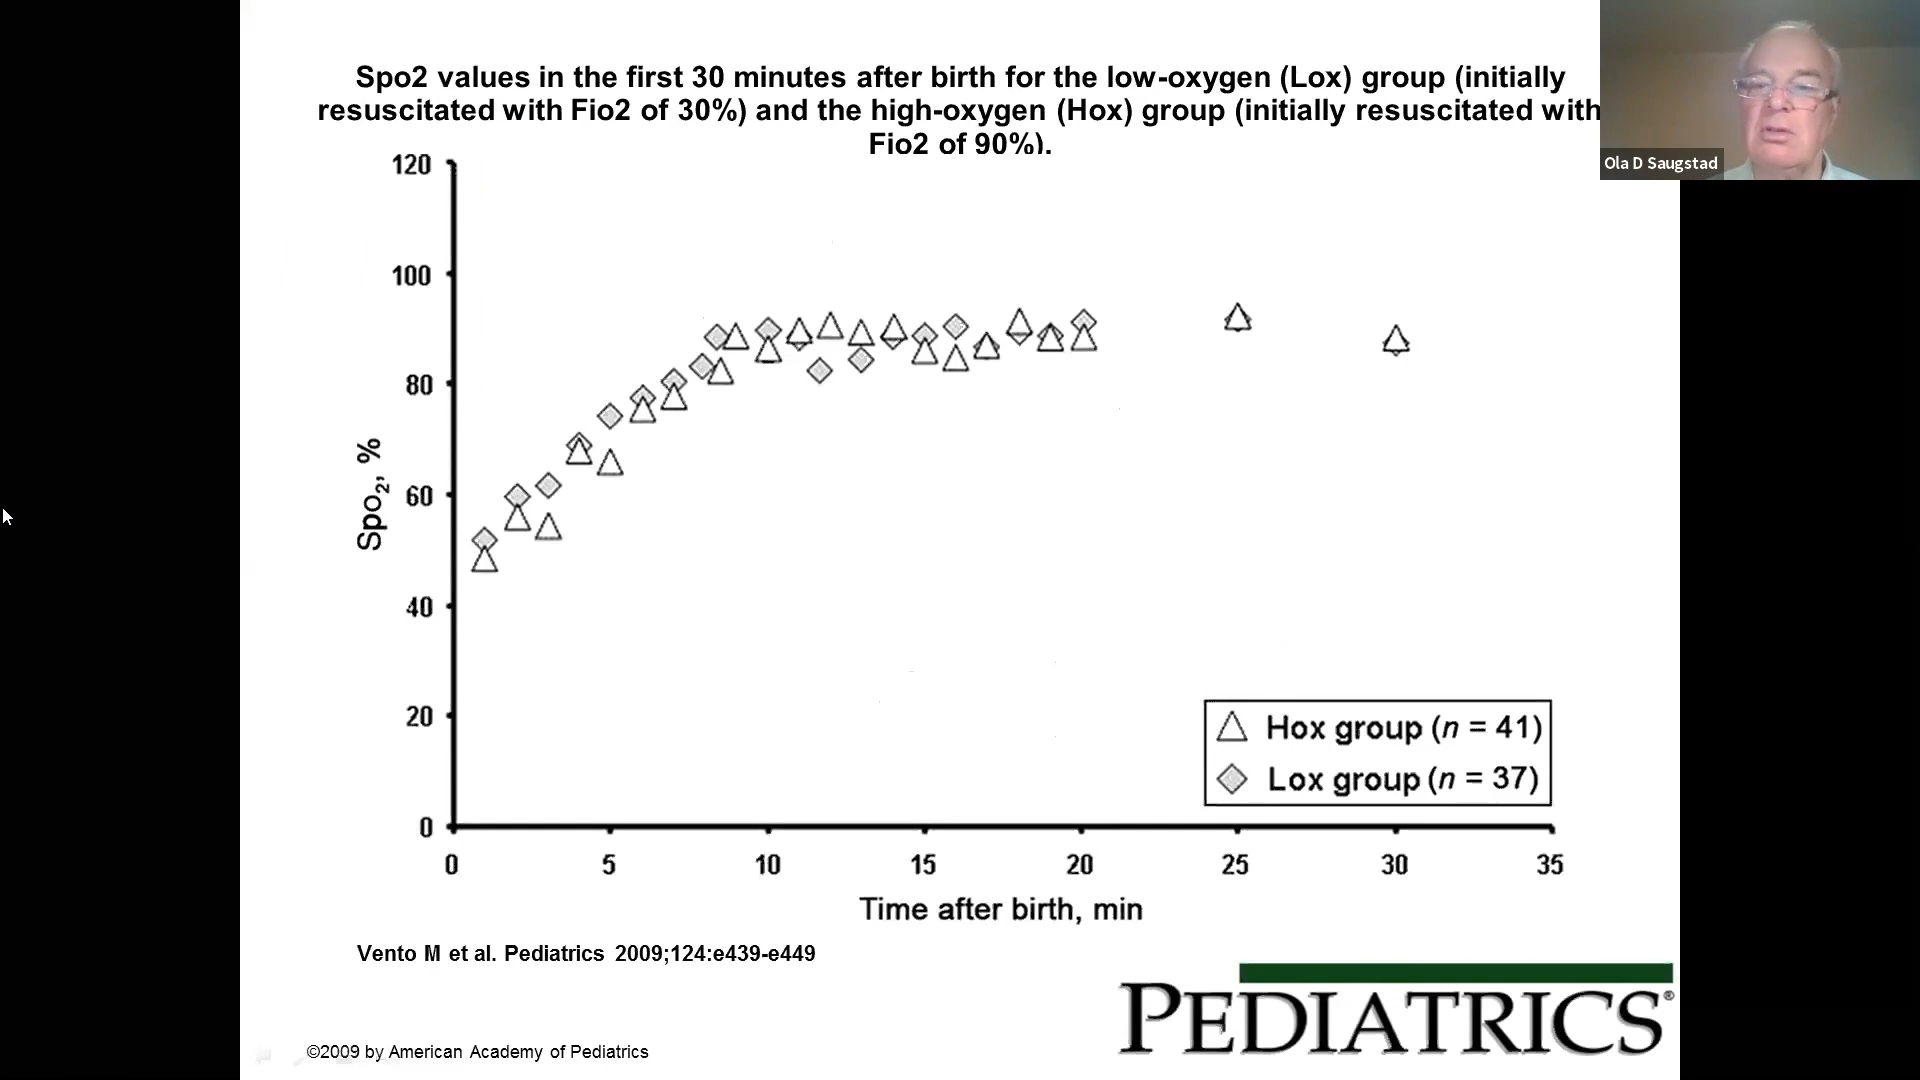 Spo2 values in the first 30 minutes after birth for the low-oxygen (Lox) group (initially
resuscitated with Fio2 of 30%) and the high-oxygen (Hox) group (initially resuscitated with
Fio2 of 90%).
Ola D Saugstad
120
100
80
60
40
20
0
Spo2, %
Hox group (n = 41)
Lox group (n = 37)
0 5 10 15 20 25 30 35
Time after birth, min
Vento M et al. Pediatrics 2009;124:e439-e449
PEDIATRICS®
©2009 by American Academy of Pediatrics